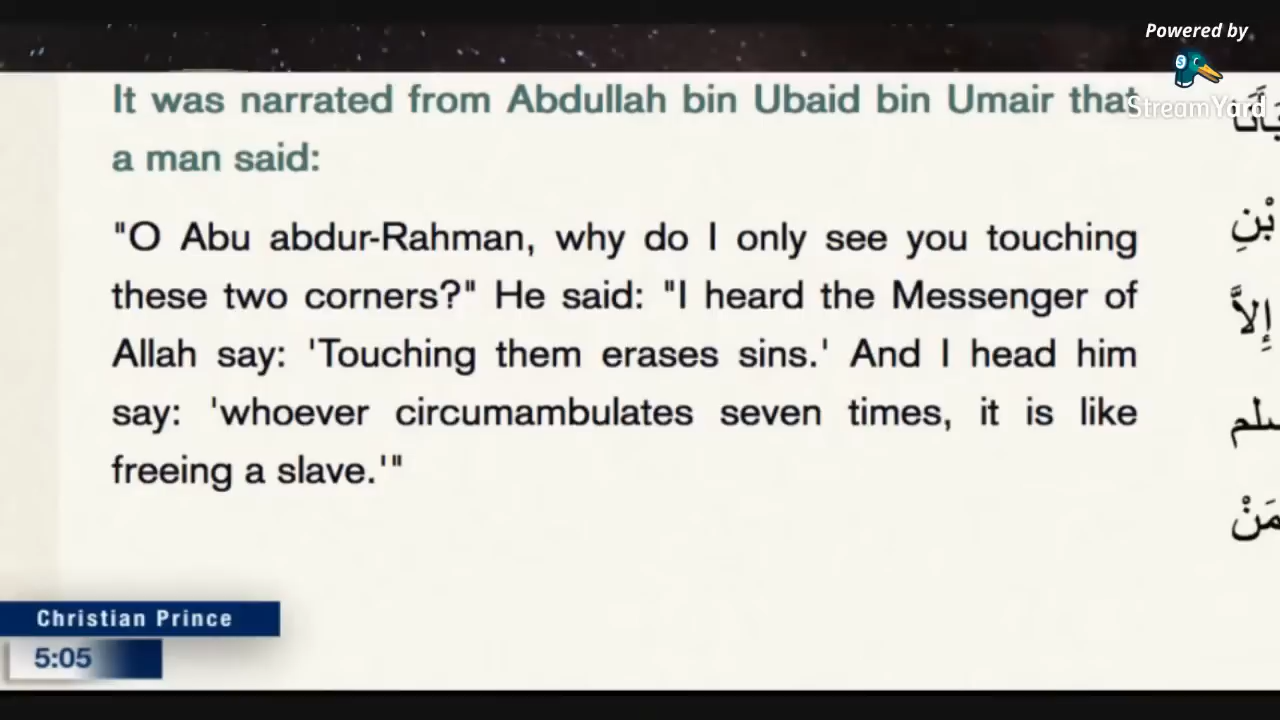 Powered by
StreamYard
It was narrated from Abdullah bin Ubaid bin Umair that
a man said:
"O Abu abdur-Rahman, why do I only see you touching
these two corners?" He said: "I heard the Messenger of
Allah say: 'Touching them erases sins.' And I head him
say: 'whoever circumambulates seven times, it is like
freeing a slave.'"
بْنِ
إِلاَّ
مَنْ
Christian Prince
5:05